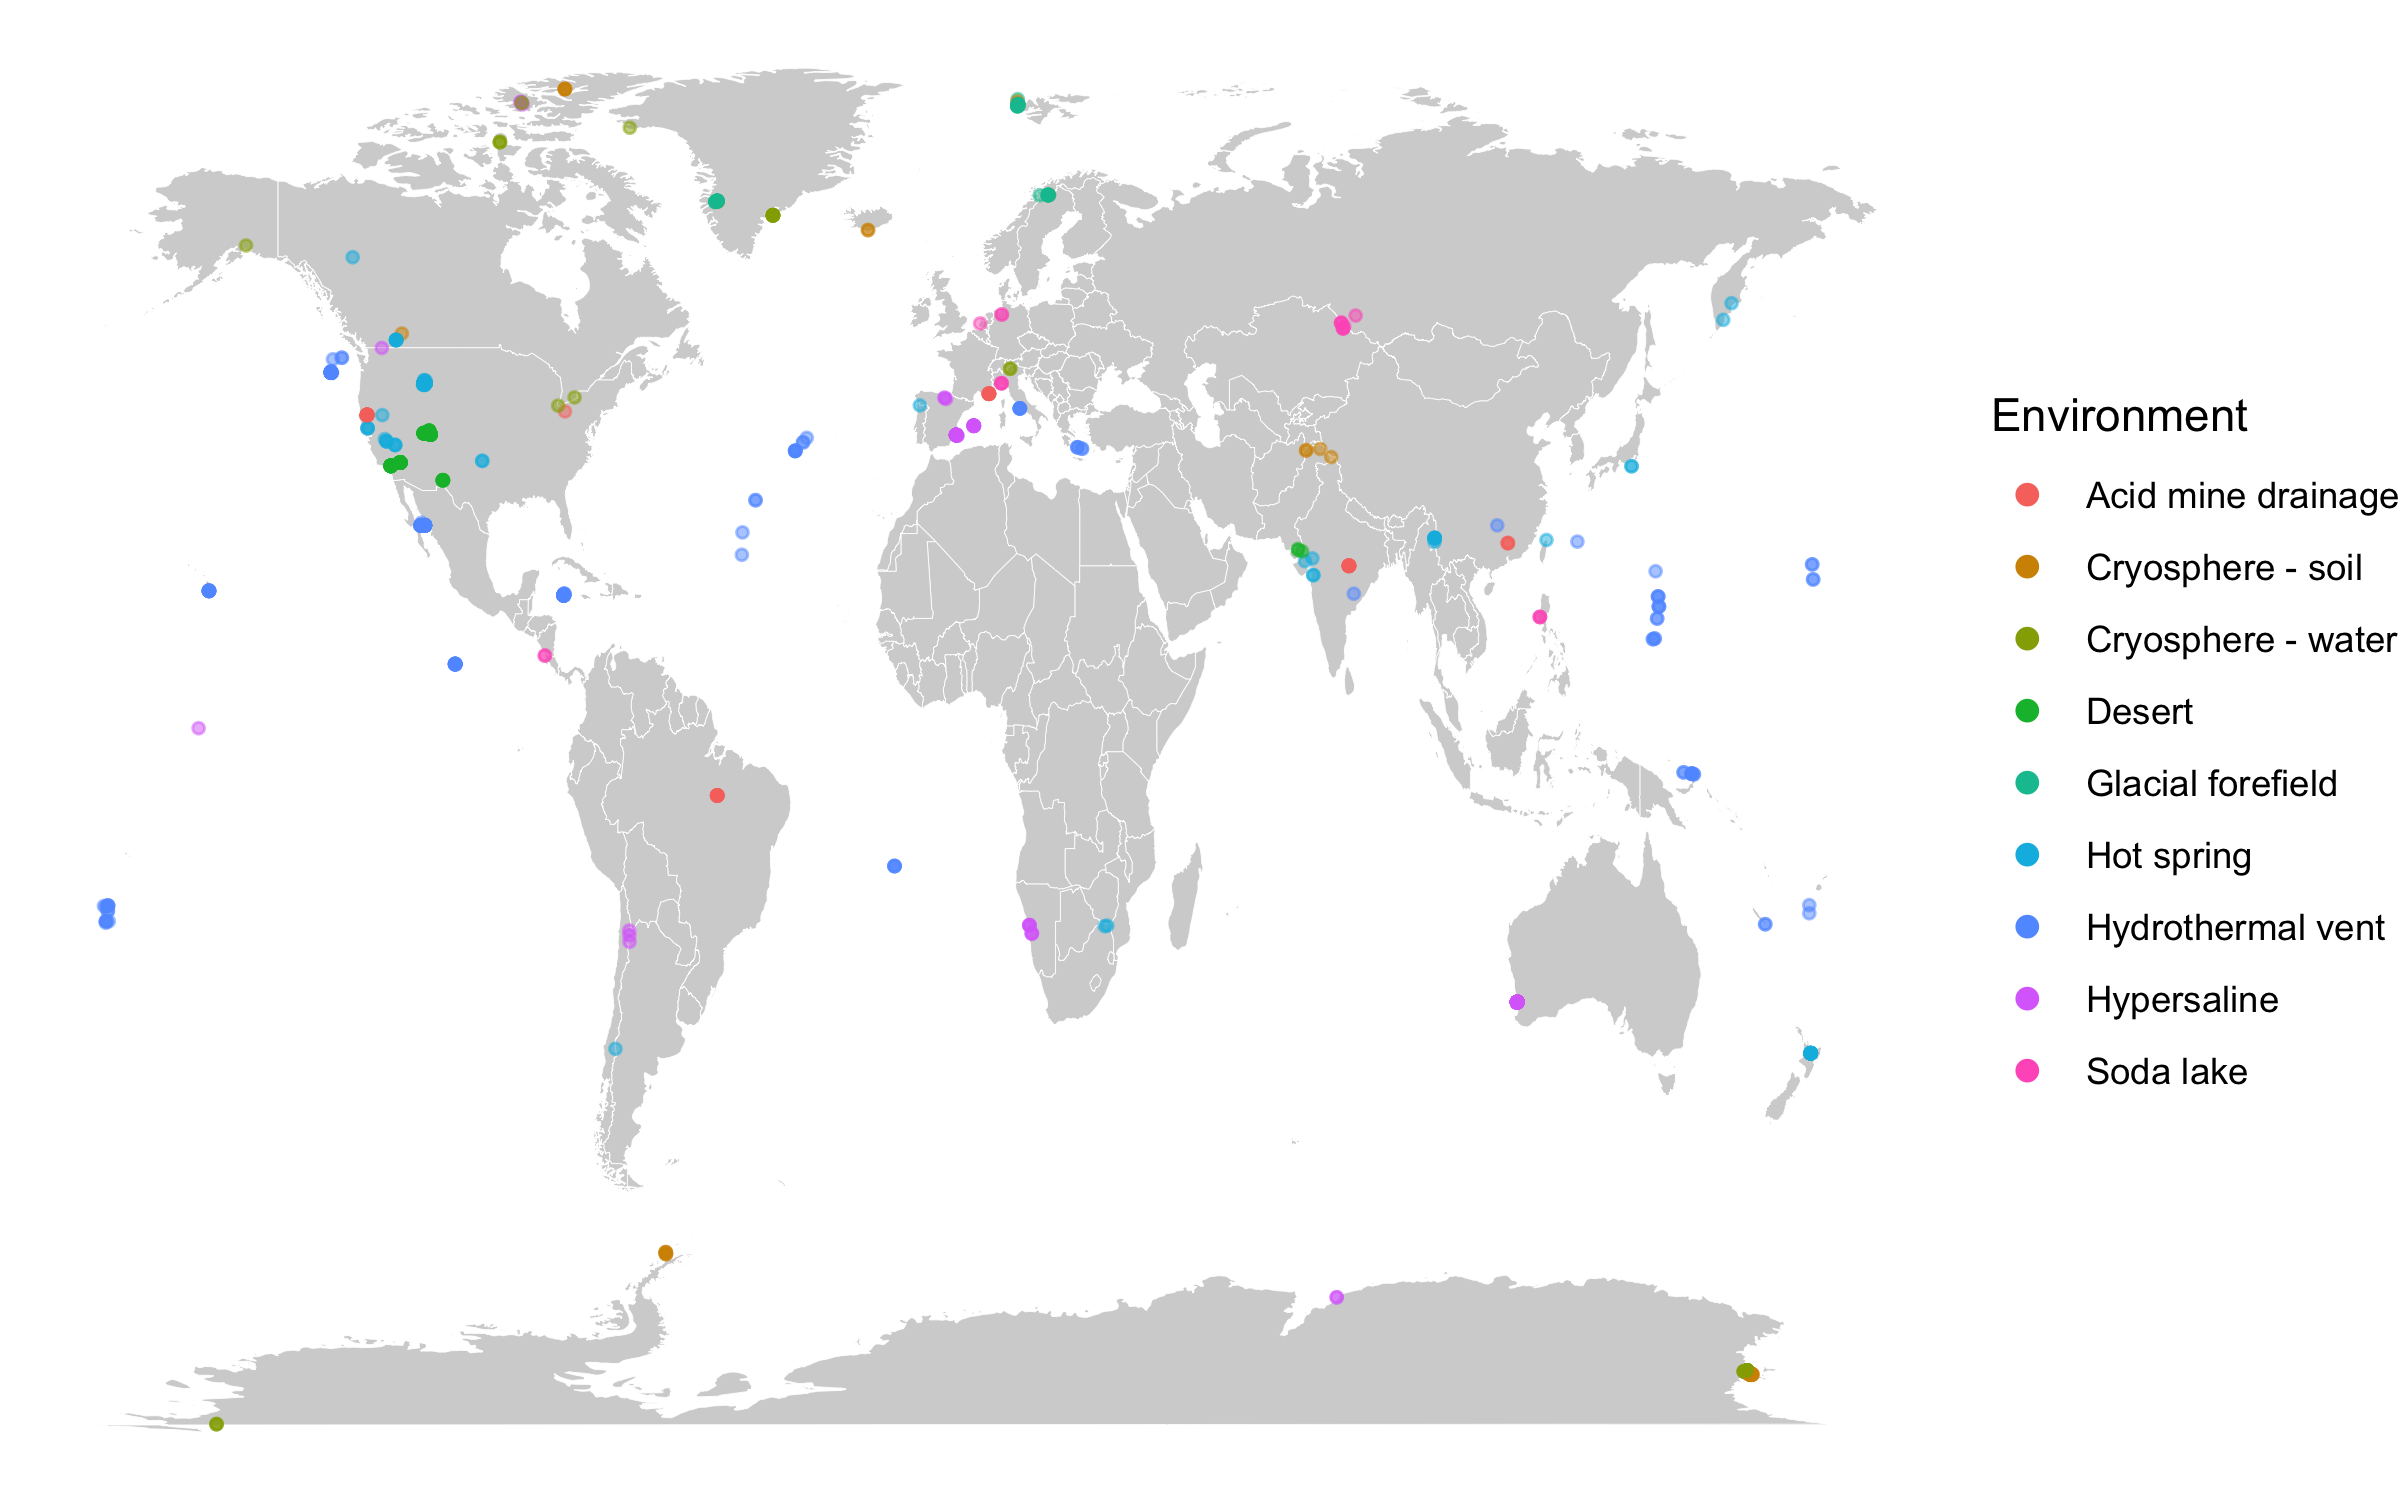 Environment
Acid mine drainage
Cryosphere - soil
Cryosphere - water
Desert
Glacial forefield
Hot spring
Hydrothermal vent
Hypersaline
Soda lake